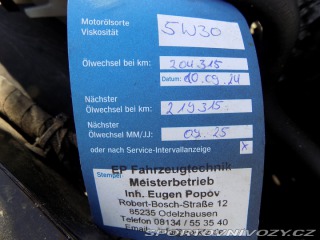 Motorölsorte
Viskosität
5W30
Ölwechsel bei km:
204315
Datum: 10.09.24
Nächster
Ölwechsel bei km:
219315
Nächster
Ölwechsel MM/JJ:
09.25
oder nach Service-Intervallanzeige
x
Stempel:
EP Fahrzeugtechnik
Meisterbetrieb
Inh. Eugen Popov
Robert-Bosch-Straße 12
85235 Odelzhausen
Telefon 08134 / 55 35 40
SPORTOVNIVOZY.CZ